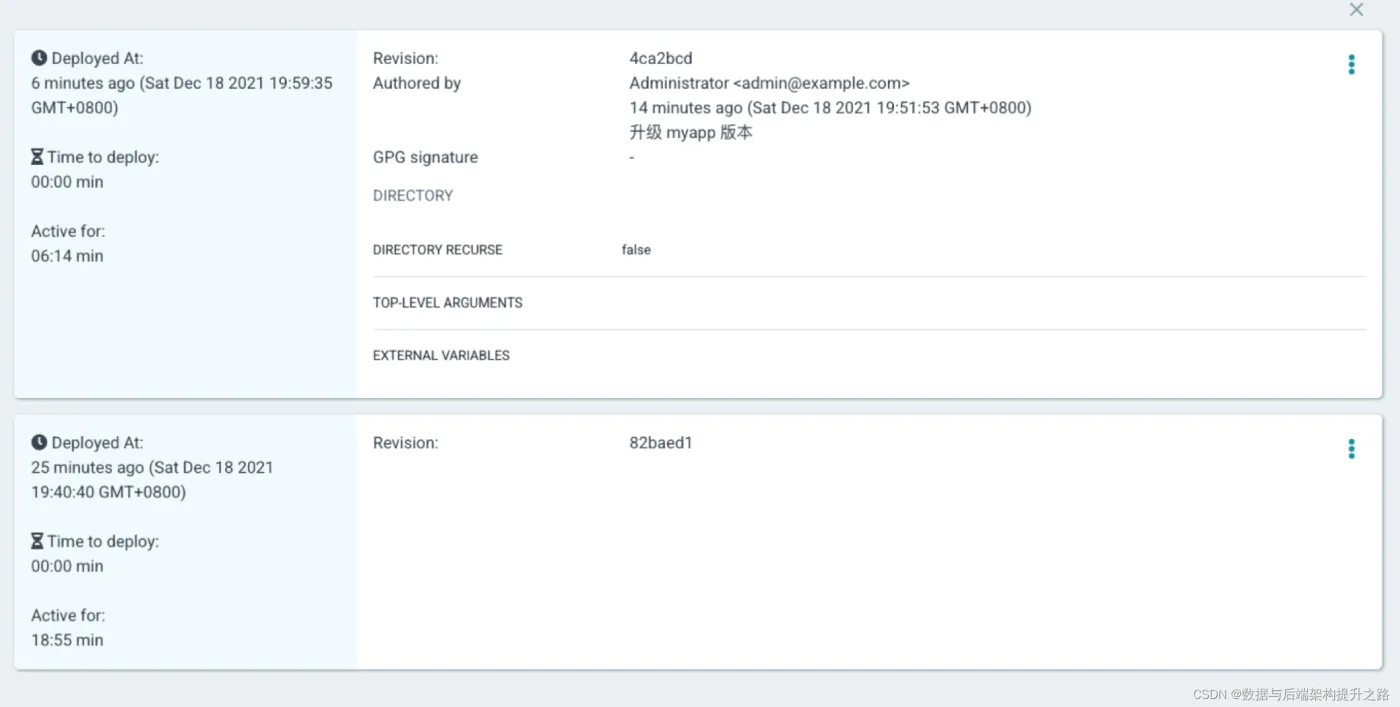 Deployed At:
6 minutes ago (Sat Dec 18 2021 19:59:35
GMT+0800)
Time to deploy:
00:00 min
Active for:
06:14 min
Revision: 4ca2bcd
Authored by Administrator <admin@example.com>
14 minutes ago (Sat Dec 18 2021 19:51:53 GMT+0800)
升级 myapp 版本
GPG signature -
DIRECTORY
DIRECTORY RECURSE false
TOP-LEVEL ARGUMENTS
EXTERNAL VARIABLES
Deployed At:
25 minutes ago (Sat Dec 18 2021
19:40:40 GMT+0800)
Time to deploy:
00:00 min
Active for:
18:55 min
Revision: 82baed1
CSDN @数据与后端架构提升之路